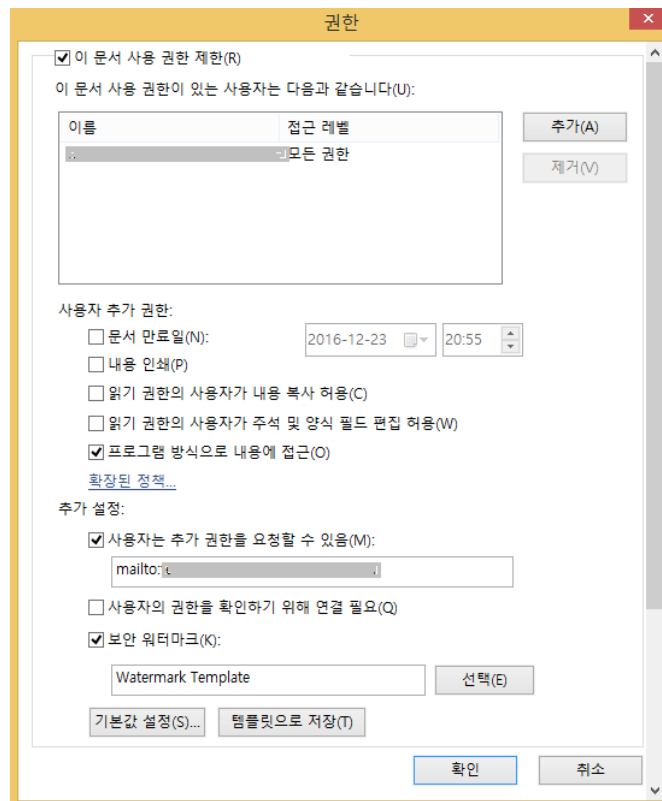 권한
이 문서 사용 권한 제한(R)
이 문서 사용 권한이 있는 사용자는 다음과 같습니다(U):
이름 접근 레벨
모든 권한
추가(A)
제거(V)
사용자 추가 권한:
문서 만료일(N): 2016-12-23 20:55
내용 인쇄(P)
읽기 권한의 사용자가 내용 복사 허용(C)
읽기 권한의 사용자가 주석 및 양식 필드 편집 허용(W)
프로그램 방식으로 내용에 접근(O)
확장된 정책...
추가 설정:
사용자는 추가 권한을 요청할 수 있음(M):
mailto:
사용자의 권한을 확인하기 위해 연결 필요(Q)
보안 워터마크(K):
Watermark Template 선택(E)
기본값 설정(S)... 템플릿으로 저장(T)
확인 취소